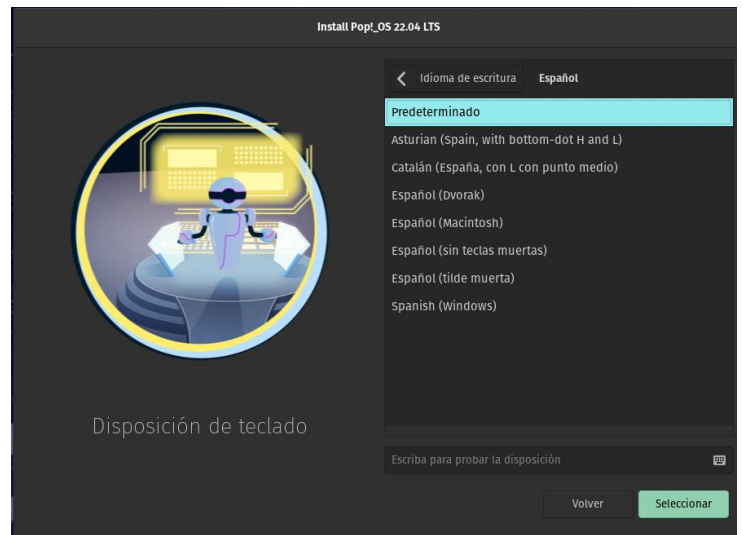 Install Pop!_OS 22.04 LTS
Idioma de escritura Español
Predeterminado
Asturian (Spain, with bottom-dot H and L)
Catalán (España, con L con punto medio)
Español (Dvorak)
Español (Macintosh)
Español (sin teclas muertas)
Español (tilde muerta)
Spanish (Windows)
Disposición de teclado
Escriba para probar la disposición
Volver Seleccionar